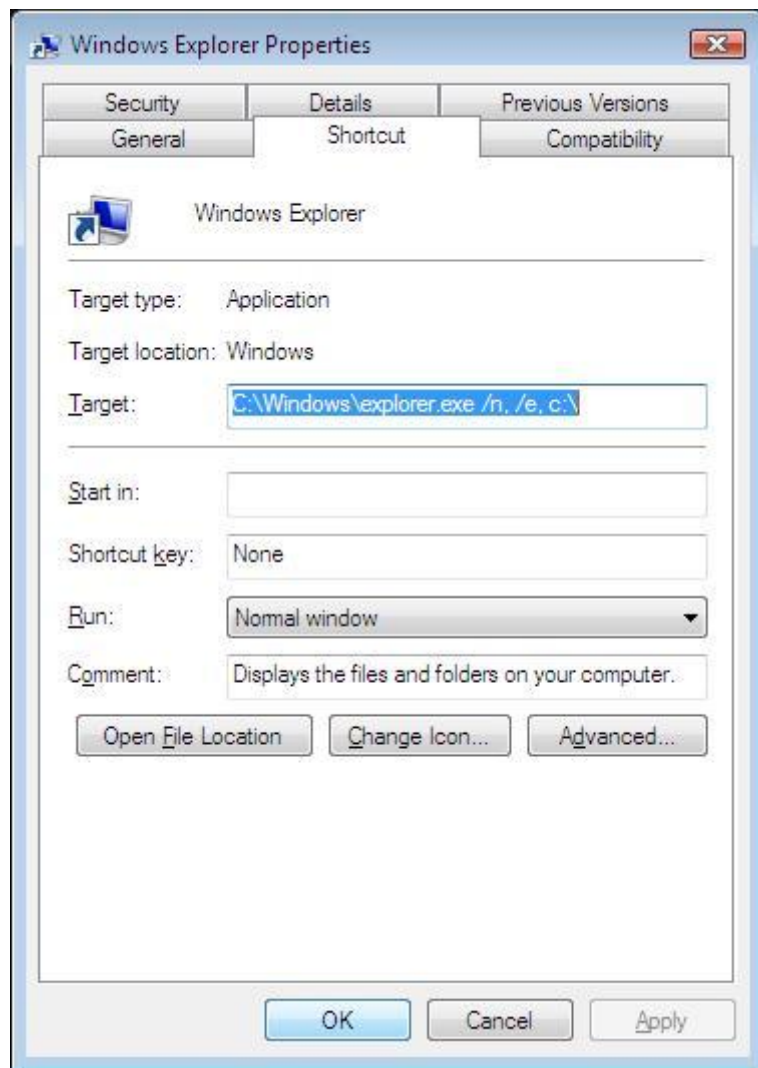 Windows Explorer Properties
Security Details Previous Versions
General Shortcut Compatibility
Windows Explorer
Target type: Application
Target location: Windows
Target: C:\Windows\explorer.exe /n, /e, c:\
Start in:
Shortcut key: None
Run: Normal window
Comment: Displays the files and folders on your computer.
Open File Location Change Icon... Advanced...
OK Cancel Apply